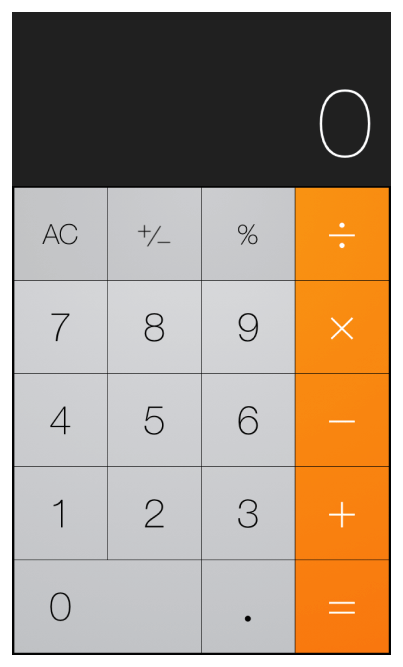 0
AC +/− % ÷
7 8 9 ×
4 5 6 −
1 2 3 +
0 . =